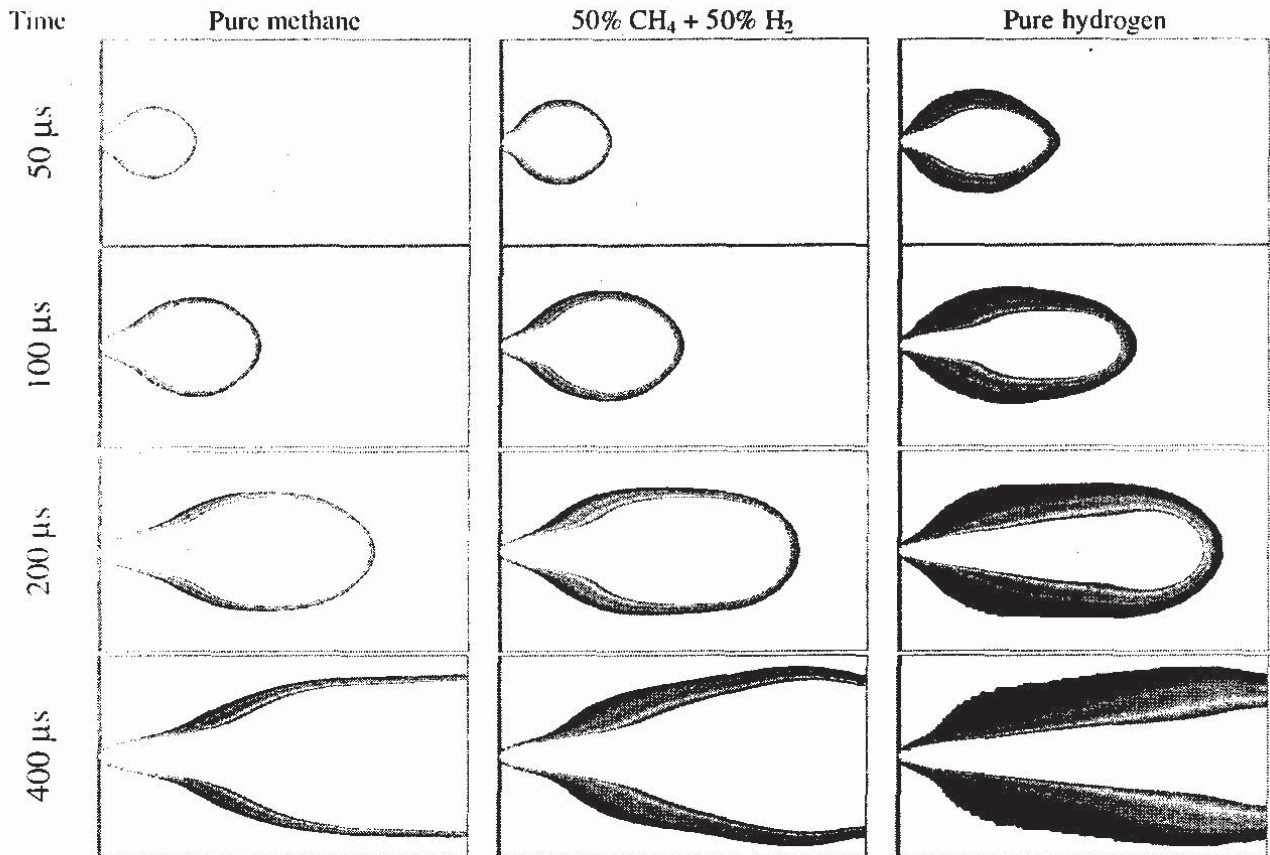 Time Pure methane 50% CH₄ + 50% H₂ Pure hydrogen
50 μs
100 μs
200 μs
400 μs